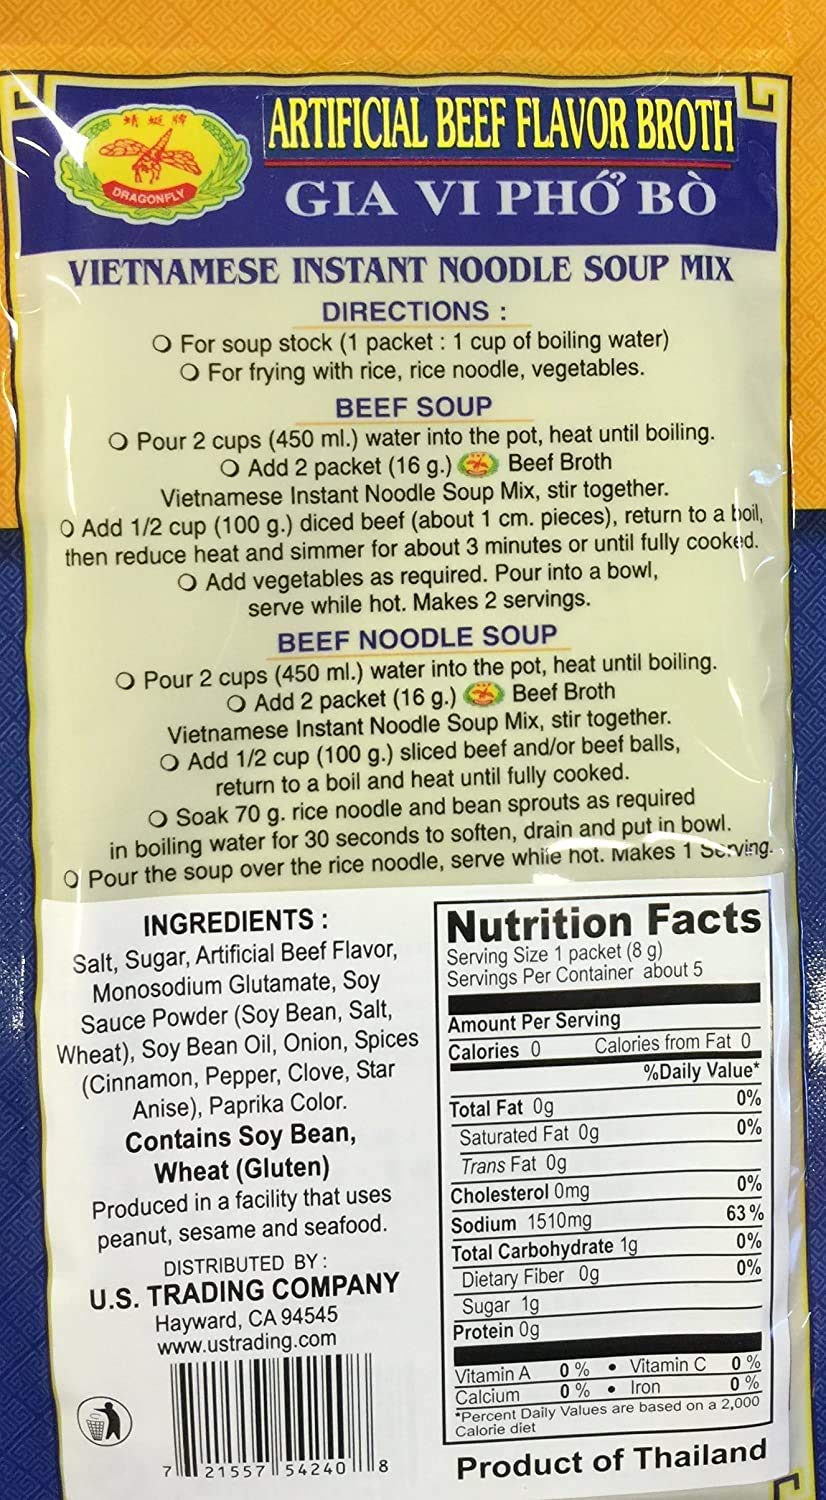 蜻蜓牌
DRAGONFLY
ARTIFICIAL BEEF FLAVOR BROTH
GIA VI PHỞ BÒ
VIETNAMESE INSTANT NOODLE SOUP MIX
DIRECTIONS :
O For soup stock (1 packet : 1 cup of boiling water)
O For frying with rice, rice noodle, vegetables.
BEEF SOUP
O Pour 2 cups (450 ml.) water into the pot, heat until boiling.
O Add 2 packet (16 g.) Beef Broth
Vietnamese Instant Noodle Soup Mix, stir together.
O Add 1/2 cup (100 g.) diced beef (about 1 cm. pieces), return to a boil,
then reduce heat and simmer for about 3 minutes or until fully cooked.
O Add vegetables as required. Pour into a bowl,
serve while hot. Makes 2 servings.
BEEF NOODLE SOUP
O Pour 2 cups (450 ml.) water into the pot, heat until boiling.
O Add 2 packet (16 g.) Beef Broth
Vietnamese Instant Noodle Soup Mix, stir together.
O Add 1/2 cup (100 g.) sliced beef and/or beef balls,
return to a boil and heat until fully cooked.
O Soak 70 g. rice noodle and bean sprouts as required
in boiling water for 30 seconds to soften, drain and put in bowl.
O Pour the soup over the rice noodle, serve while hot. Makes 1 Serving.
INGREDIENTS :
Salt, Sugar, Artificial Beef Flavor,
Monosodium Glutamate, Soy
Sauce Powder (Soy Bean, Salt,
Wheat), Soy Bean Oil, Onion, Spices
(Cinnamon, Pepper, Clove, Star
Anise), Paprika Color.
Contains Soy Bean,
Wheat (Gluten)
Produced in a facility that uses
peanut, sesame and seafood.
DISTRIBUTED BY :
U.S. TRADING COMPANY
Hayward, CA 94545
www.ustrading.com
7 21557 54240 8
Nutrition Facts
Serving Size 1 packet (8 g)
Servings Per Container about 5
Amount Per Serving
Calories 0 Calories from Fat 0
%Daily Value*
Total Fat 0g 0%
Saturated Fat 0g 0%
Trans Fat 0g
Cholesterol 0mg 0%
Sodium 1510mg 63%
Total Carbohydrate 1g 0%
Dietary Fiber 0g 0%
Sugar 1g
Protein 0g
Vitamin A 0% • Vitamin C 0%
Calcium 0% • Iron 0%
*Percent Daily Values are based on a 2,000
Calorie diet
Product of Thailand